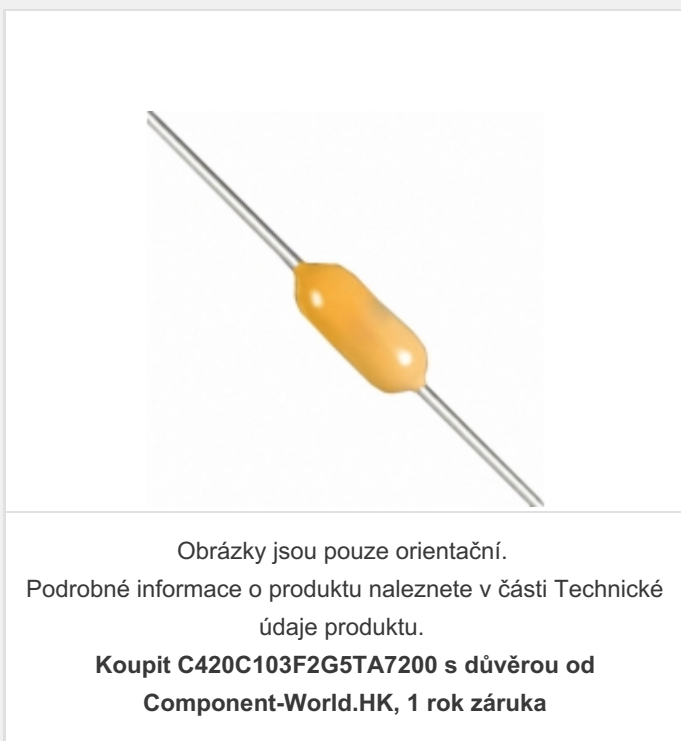 Obrázky jsou pouze orientační.
Podrobné informace o produktu naleznete v části Technické
údaje produktu.
Koupit C420C103F2G5TA7200 s důvěrou od
Component-World.HK, 1 rok záruka